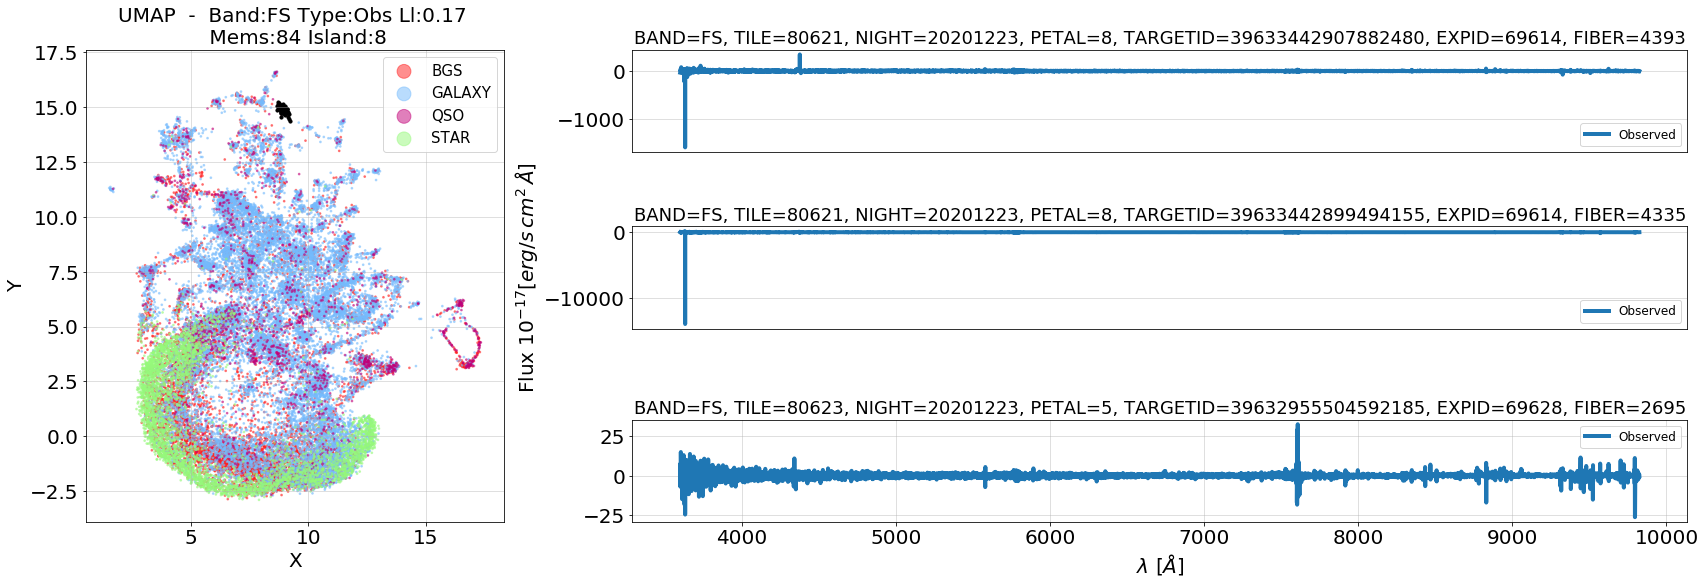 UMAP - Band:FS Type:Obs Ll:0.17
Mems:84 Island:8
17.5
15.0
12.5
10.0
7.5
5.0
2.5
0.0
−2.5
Y
5
10
15
X
BGS
GALAXY
QSO
STAR
Flux 10^{-17}[erg/s cm^2 Å]
BAND=FS, TILE=80621, NIGHT=20201223, PETAL=8, TARGETID=39633442907882480, EXPID=69614, FIBER=4393
0
−1000
Observed
BAND=FS, TILE=80621, NIGHT=20201223, PETAL=8, TARGETID=39633442899494155, EXPID=69614, FIBER=4335
0
−10000
Observed
BAND=FS, TILE=80623, NIGHT=20201223, PETAL=5, TARGETID=39632955504592185, EXPID=69628, FIBER=2695
25
0
−25
Observed
4000
5000
6000
7000
8000
9000
10000
λ [Å]